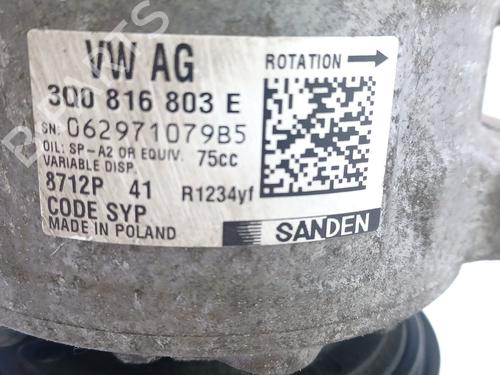 VW AG
ROTATION
3Q0 816 803 E
SN: 062971079B5
OIL: SP-A2 OR EQUIV. 75cc
VARIABLE DISP.
8712P 41 R1234yf
CODE SYP
MADE IN POLAND
SANDEN